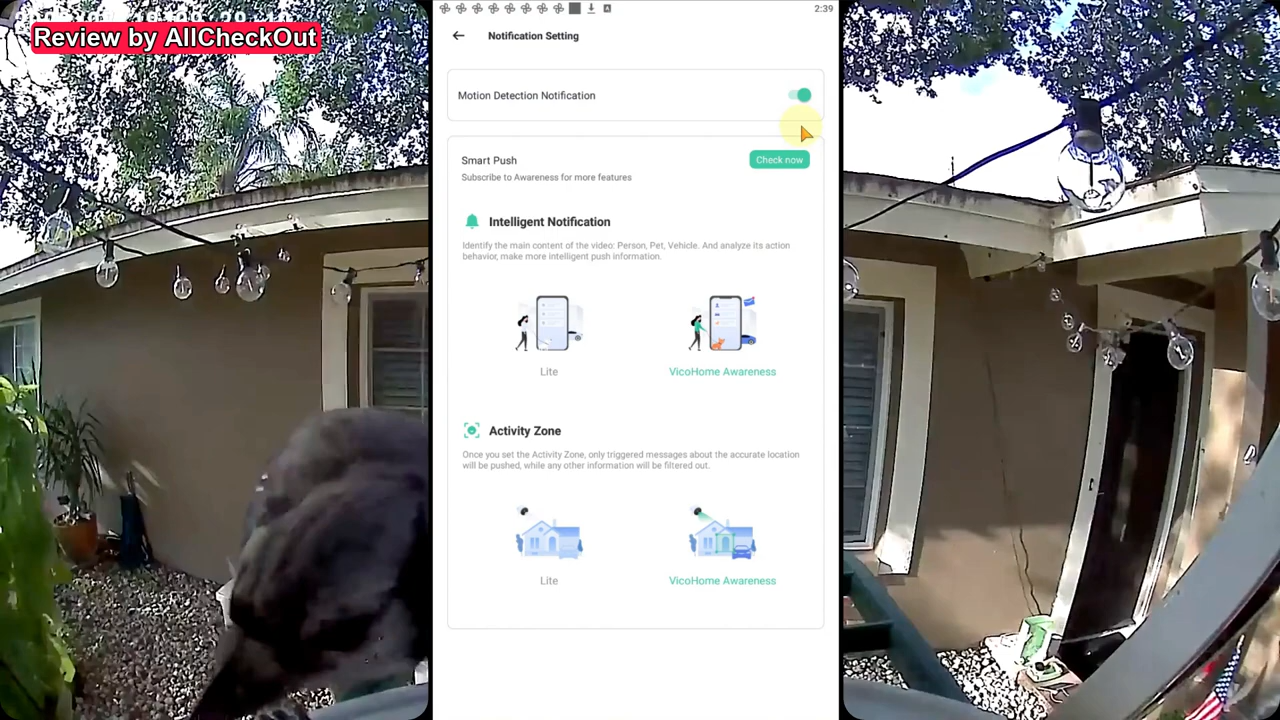 Review by AllCheckOut
2:39
Notification Setting
Motion Detection Notification
Smart Push
Check now
Subscribe to Awareness for more features
Intelligent Notification
Identify the main content of the video: Person, Pet, Vehicle. And analyze its action
behavior, make more intelligent push information.
Lite
VicoHome Awareness
Activity Zone
Once you set the Activity Zone, only triggered messages about the accurate location
will be pushed, while any other information will be filtered out.
Lite
VicoHome Awareness